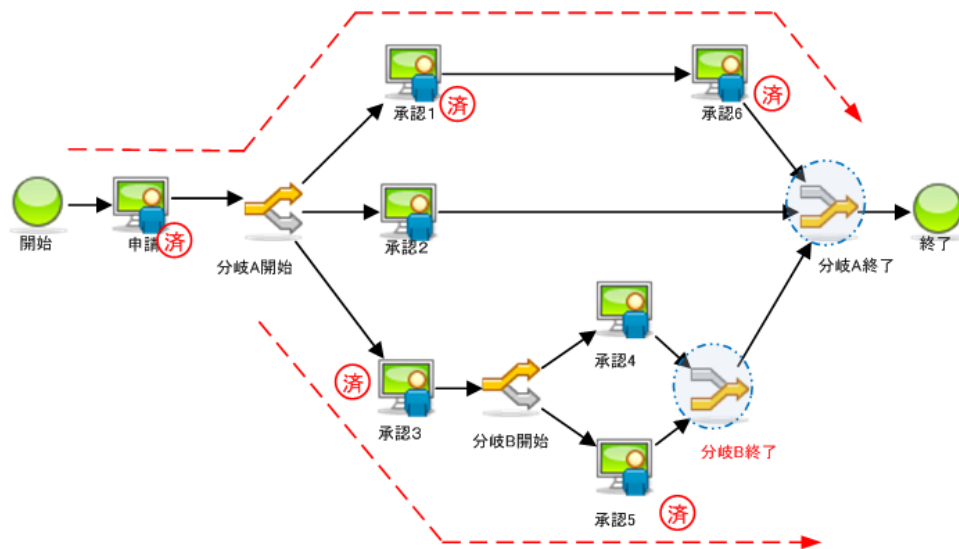 承認1
済
承認6
済
開始
申請
済
分岐A開始
承認2
分岐A終了
終了
済
承認3
分岐B開始
承認4
分岐B終了
承認5
済